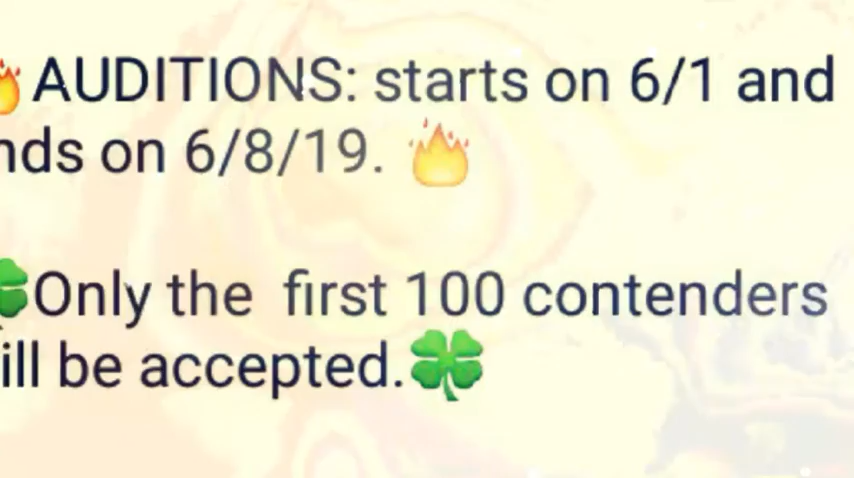 🔥AUDITIONS: starts on 6/1 and
nds on 6/8/19. 🔥
🍀Only the first 100 contenders
ill be accepted.🍀